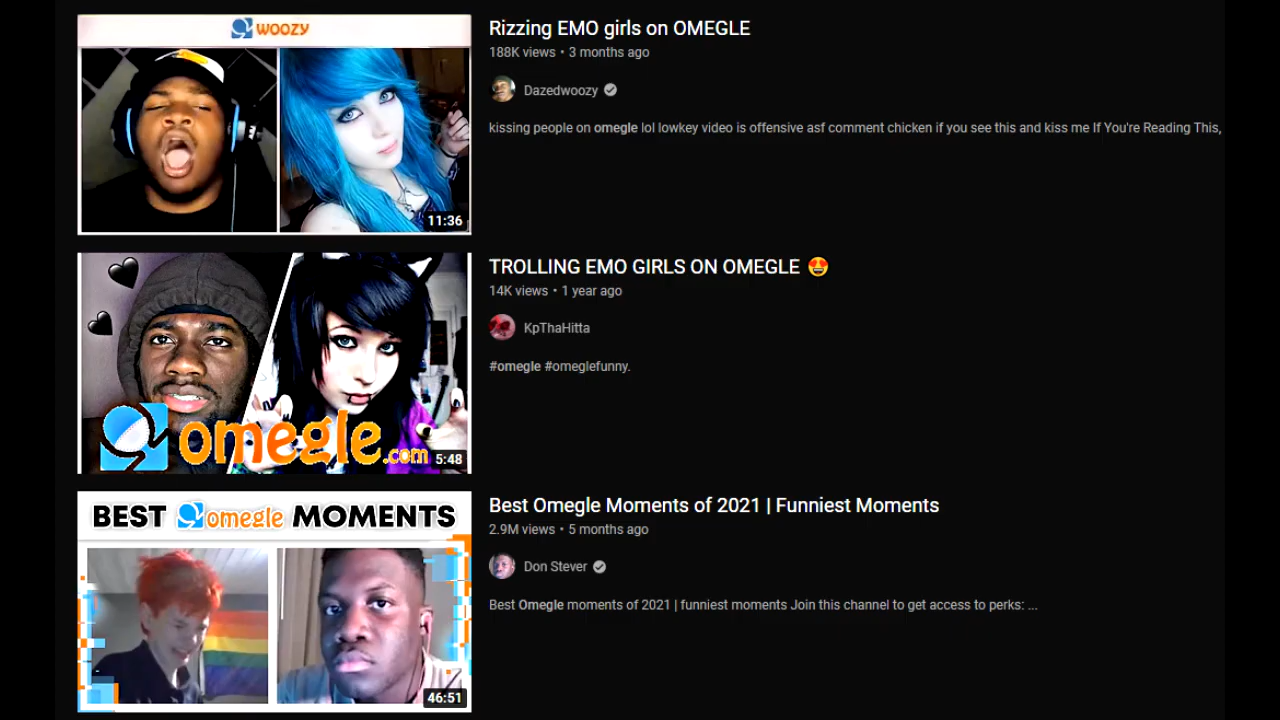 WOOZY
11:36
Rizzing EMO girls on OMEGLE
188K views • 3 months ago
Dazedwoozy
kissing people on omegle lol lowkey video is offensive asf comment chicken if you see this and kiss me If You're Reading This,
omegle.com
5:48
TROLLING EMO GIRLS ON OMEGLE 😍
14K views • 1 year ago
KpThaHitta
#omegle #omeglefunny.
BEST omegle MOMENTS
46:51
Best Omegle Moments of 2021 | Funniest Moments
2.9M views • 5 months ago
Don Stever
Best Omegle moments of 2021 | funniest moments Join this channel to get access to perks: ...